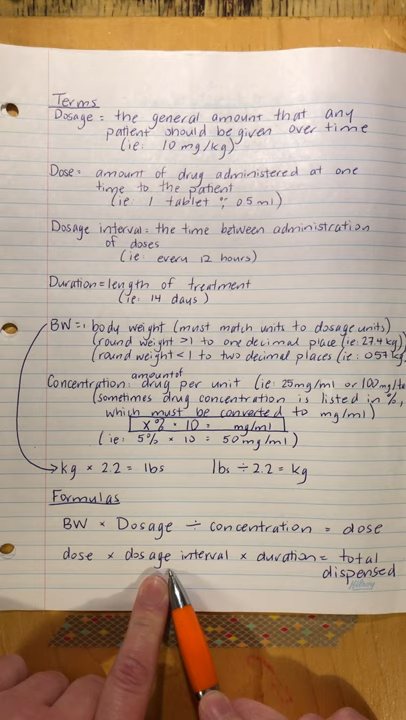 Terms
Dosage = the general amount that any
patient should be given over time
(ie: 10 mg/kg)
Dose = amount of drug administered at one
time to the patient
(ie: 1 tablet 0.5 ml)
Dosage interval: the time between administration
of doses
(ie: every 12 hours)
Duration = length of treatment
(ie: 14 days)
BW = body weight (must match units to dosage units)
(round weight >1 to one decimal place (ie: 27.4 kg)
(round weight <1 to two decimal places (ie: 0.57 kg
Concentration: amount of drug per unit (ie: 25mg/ml or 100 mg/
(sometimes drug concentration is listed in %,
which must be converted to mg/ml)
X% × 10 = mg/ml
(ie: 5% × 10 = 50 mg/ml)
kg × 2.2 = lbs lbs ÷ 2.2 = kg
Formulas
BW × Dosage ÷ concentration = dose
dose × dosage interval × duration = total
dispensed